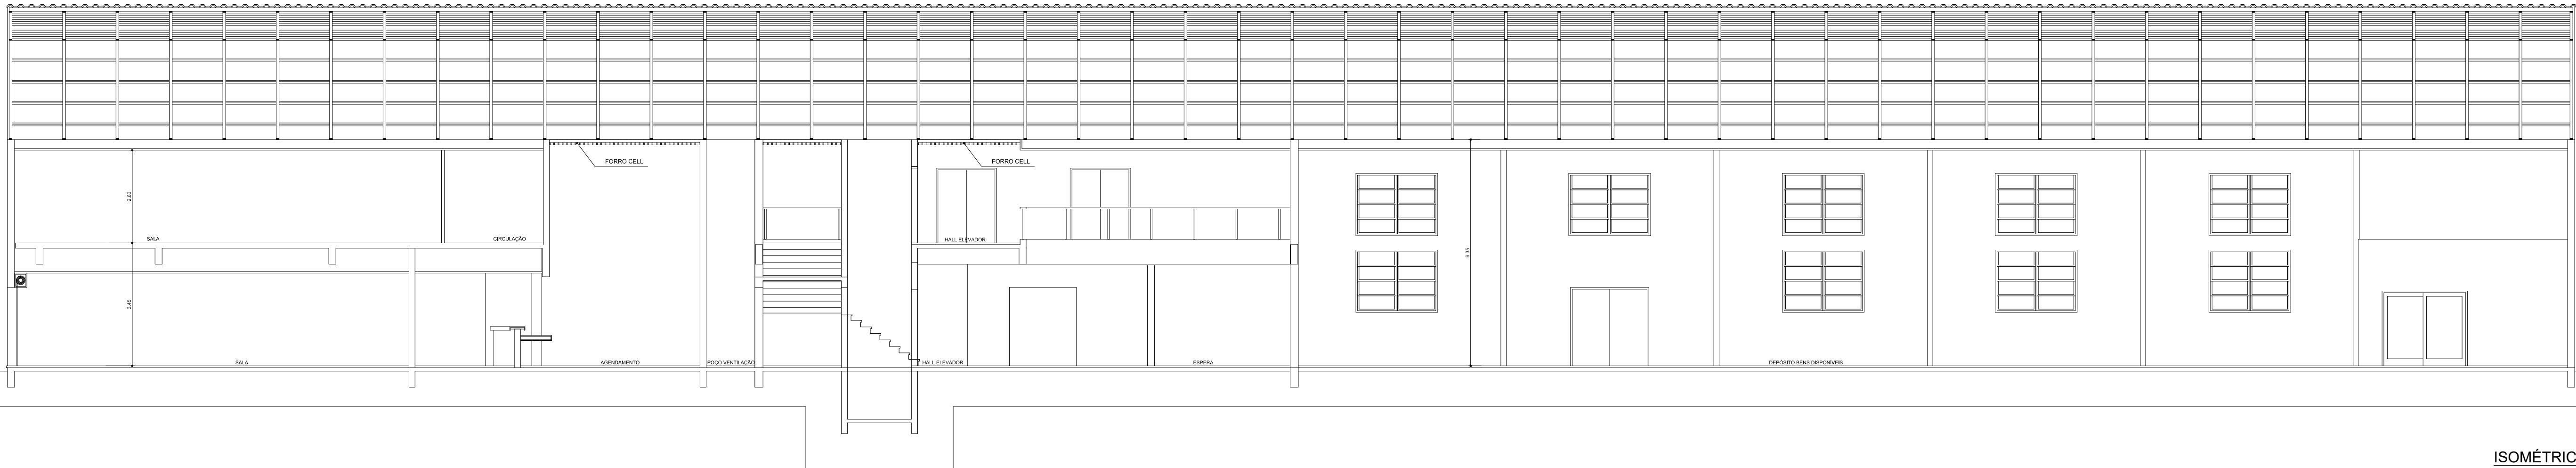 FORRO CELL
FORRO CELL
2.60
SALA
CIRCULAÇÃO
HALL ELEVADOR
6.35
3.45
SALA
AGENDAMENTO
POÇO VENTILAÇÃO
HALL ELEVADOR
ESPERA
DEPÓSITO BENS DISPONÍVEIS
ISOMÉTRIC